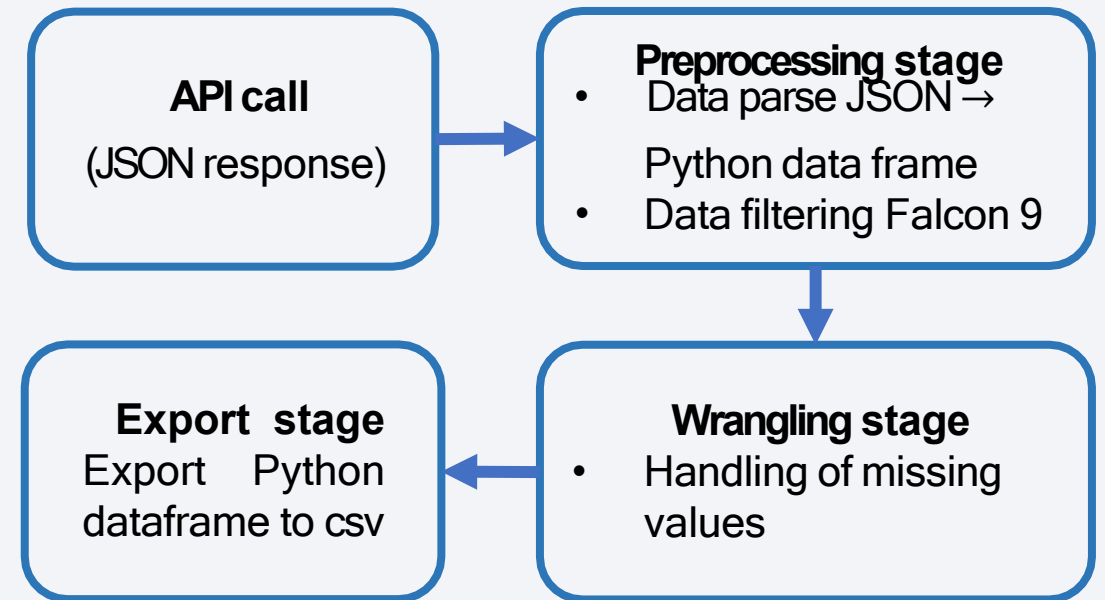 API call
(JSON response)
Preprocessing stage
• Data parse JSON →
Python data frame
• Data filtering Falcon 9
Wrangling stage
• Handling of missing
values
Export stage
Export Python
dataframe to csv